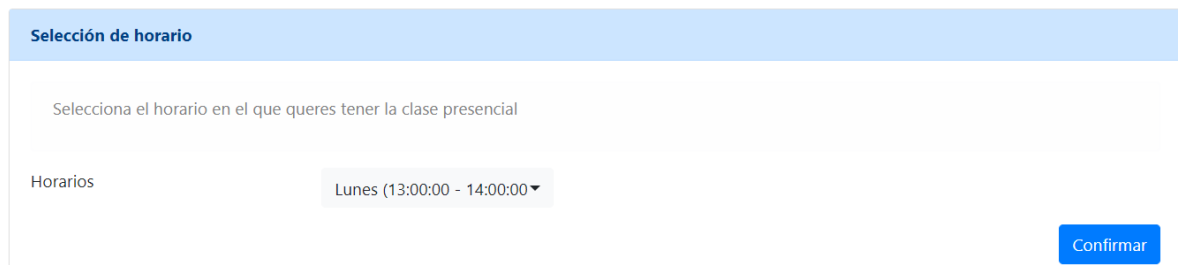 Selección de horario
Selecciona el horario en el que queres tener la clase presencial
Horarios
Lunes (13:00:00 - 14:00:00
Confirmar